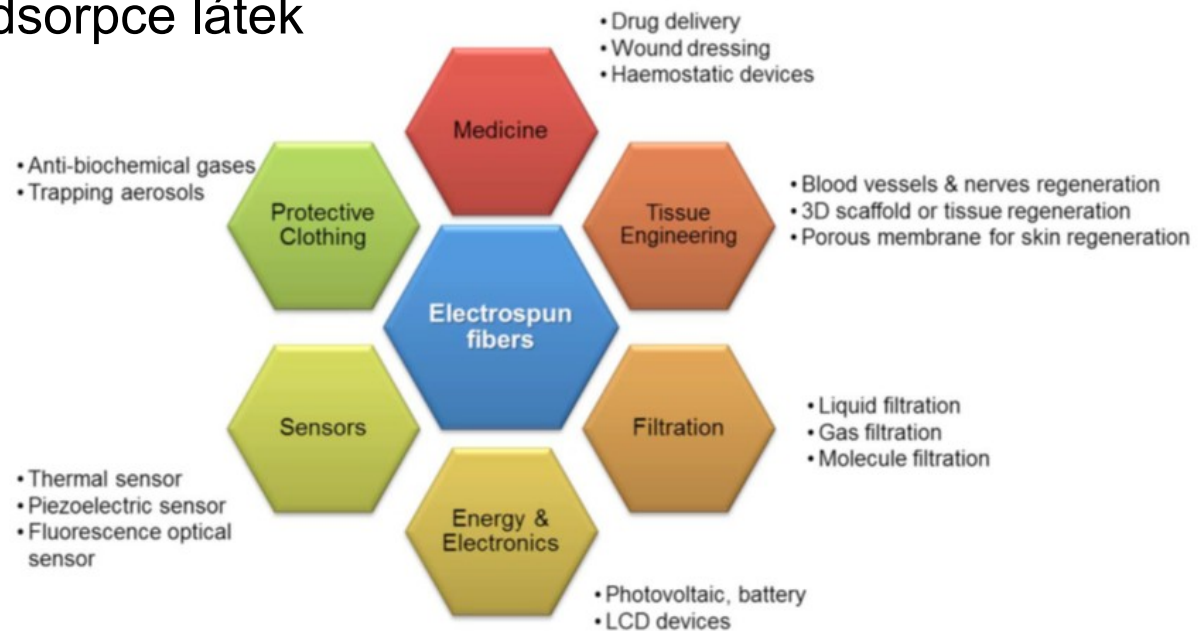 dsorpce látek
• Drug delivery
• Wound dressing
• Haemostatic devices
Medicine
• Anti-biochemical gases
• Trapping aerosols
Protective
Clothing
Tissue
Engineering
• Blood vessels & nerves regeneration
• 3D scaffold or tissue regeneration
• Porous membrane for skin regeneration
Electrospun
fibers
Sensors
• Thermal sensor
• Piezoelectric sensor
• Fluorescence optical
sensor
Filtration
• Liquid filtration
• Gas filtration
• Molecule filtration
Energy &
Electronics
• Photovoltaic, battery
• LCD devices